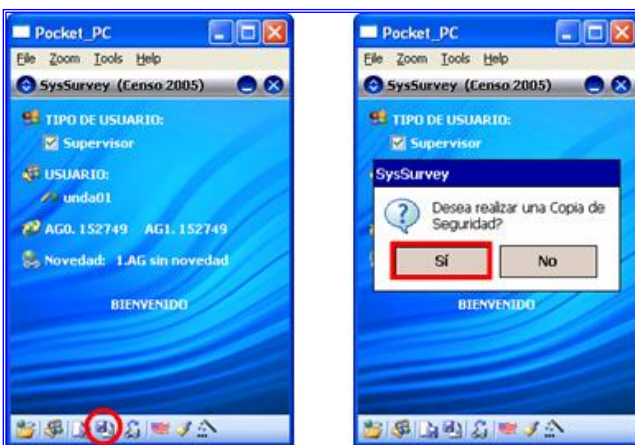 Pocket_PC
File Zoom Tools Help
SysSurvey (Censo 2005)
TIPO DE USUARIO:
Supervisor
USUARIO:
unda01
AG0. 152749 AG1. 152749
Novedad: 1.AG sin novedad
BIENVENIDO
Pocket_PC
File Zoom Tools Help
SysSurvey (Censo 2005)
TIPO DE USUARIO:
Supervisor
SysSurvey
Desea realizar una Copia de
Seguridad?
Sí No
BIENVENIDO